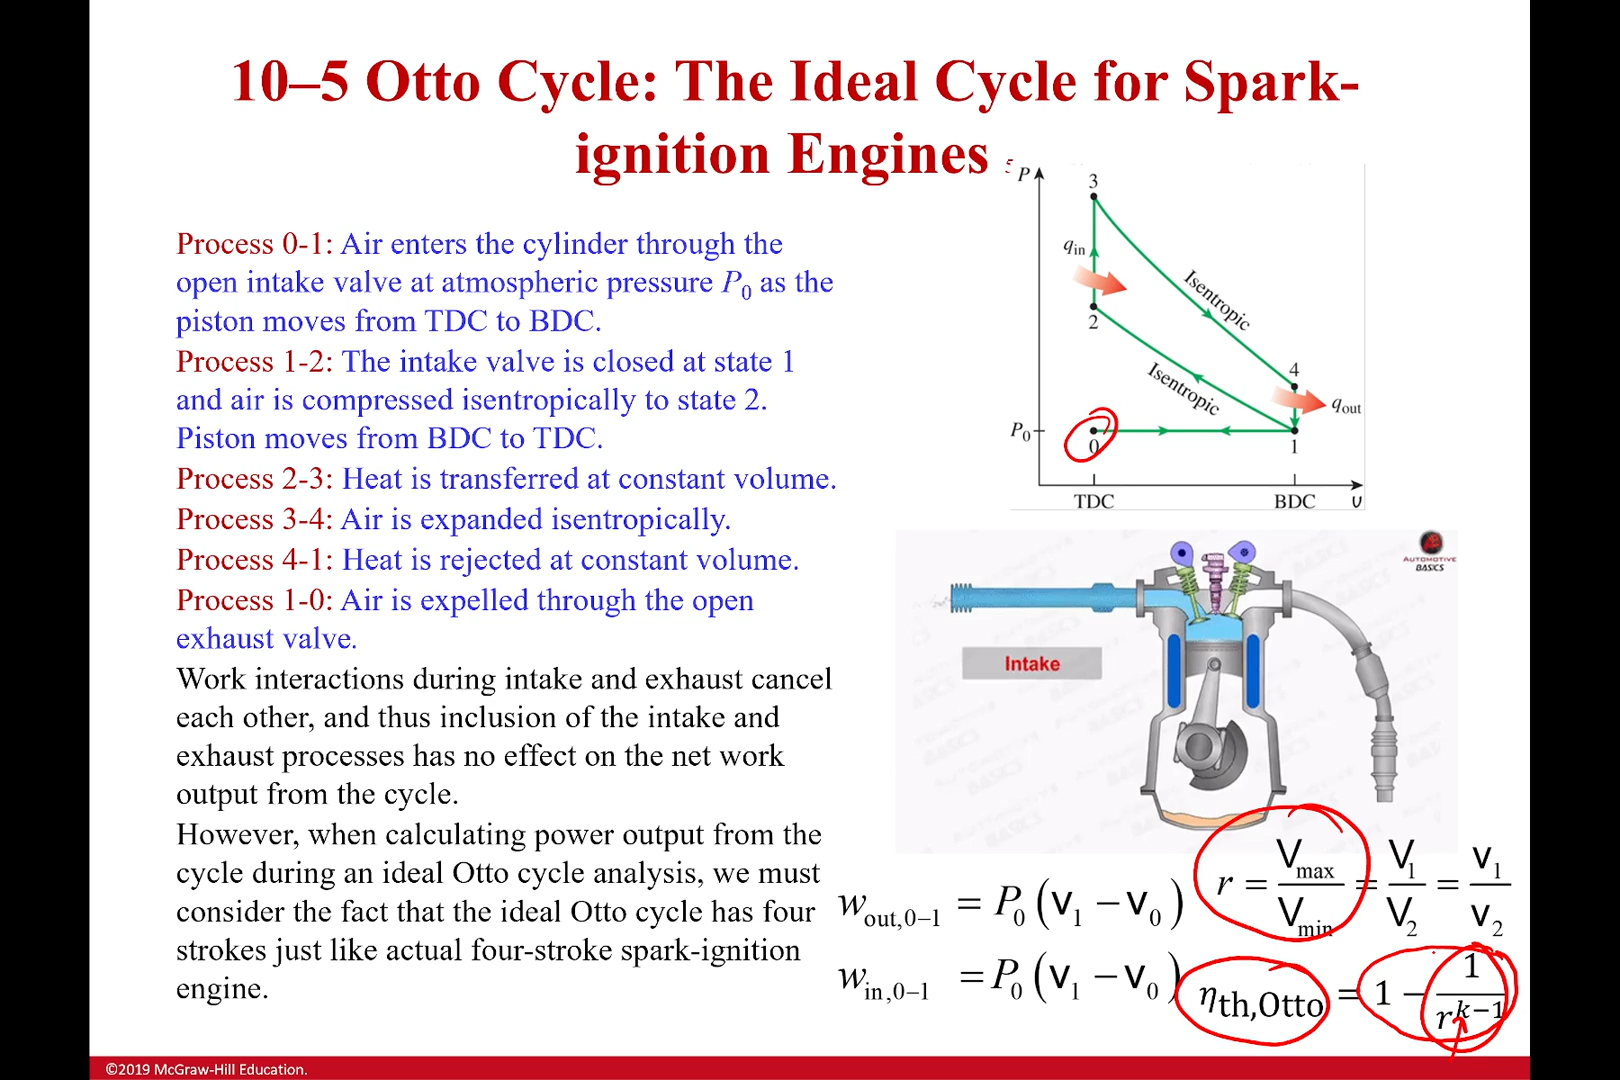 10–5 Otto Cycle: The Ideal Cycle for Spark-
ignition Engines
Process 0-1: Air enters the cylinder through the
open intake valve at atmospheric pressure P₀ as the
piston moves from TDC to BDC.
Process 1-2: The intake valve is closed at state 1
and air is compressed isentropically to state 2.
Piston moves from BDC to TDC.
Process 2-3: Heat is transferred at constant volume.
Process 3-4: Air is expanded isentropically.
Process 4-1: Heat is rejected at constant volume.
Process 1-0: Air is expelled through the open
exhaust valve.
Work interactions during intake and exhaust cancel
each other, and thus inclusion of the intake and
exhaust processes has no effect on the net work
output from the cycle.
However, when calculating power output from the
cycle during an ideal Otto cycle analysis, we must
consider the fact that the ideal Otto cycle has four
strokes just like actual four-stroke spark-ignition
engine.
P
3
q_in
2
Isentropic
Isentropic
4
q_out
P₀
0
1
TDC
BDC
υ
AUTOMOTIVE
BASICS
Intake
w_out,0–1 = P₀(v₁ − v₀)
r = V_max/V_min = V₁/V₂ = v₁/v₂
w_in,0–1 = P₀(v₁ − v₀)
η_th,Otto = 1 − 1/r^(k−1)
©2019 McGraw-Hill Education.